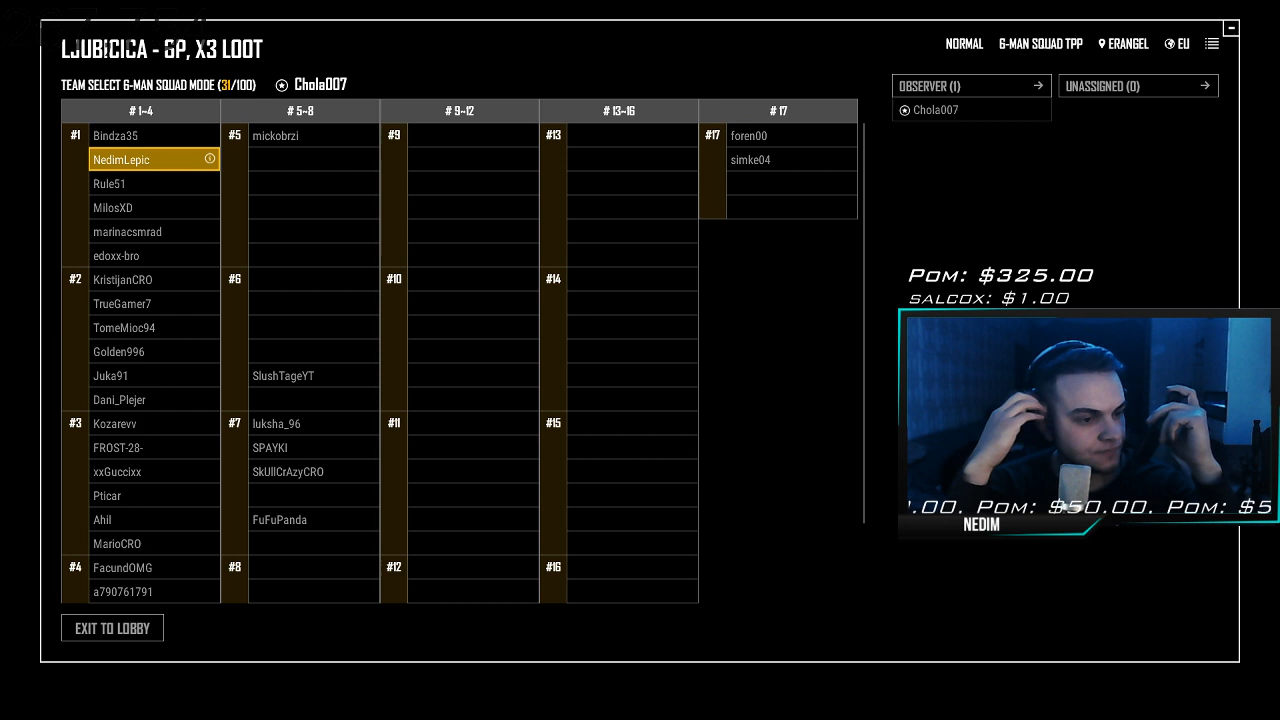 LJUBICICA - GP, X3 LOOT
NORMAL 6-MAN SQUAD TPP ERANGEL EU
TEAM SELECT 6-MAN SQUAD MODE (31/100) Chola007
OBSERVER (1) UNASSIGNED (0)
Chola007
# 1~4 # 5~8 # 9~12 # 13~16 # 17
#1 Bindza35 #5 mickobrzi #9 #13 #17 foren00
NedimLepic simke04
Rule51
MilosXD
marinacsmrad
edoxx-bro
#2 KristijanCRO #6 #10 #14
TrueGamer7
TomeMioc94
Golden996
Juka91 SlushTageYT
Dani_Plejer
#3 Kozarevv #7 luksha_96 #11 #15
FROST-28- SPAYKI
xxGuccixx SkUllCrAzyCRO
Pticar
Ahil FuFuPanda
MarioCRO
#4 FacundOMG #8 #12 #16
a790761791
EXIT TO LOBBY
POM: $325.00
SALCOX: $1.00
.00. POM: $50.00. POM: $5
NEDIM